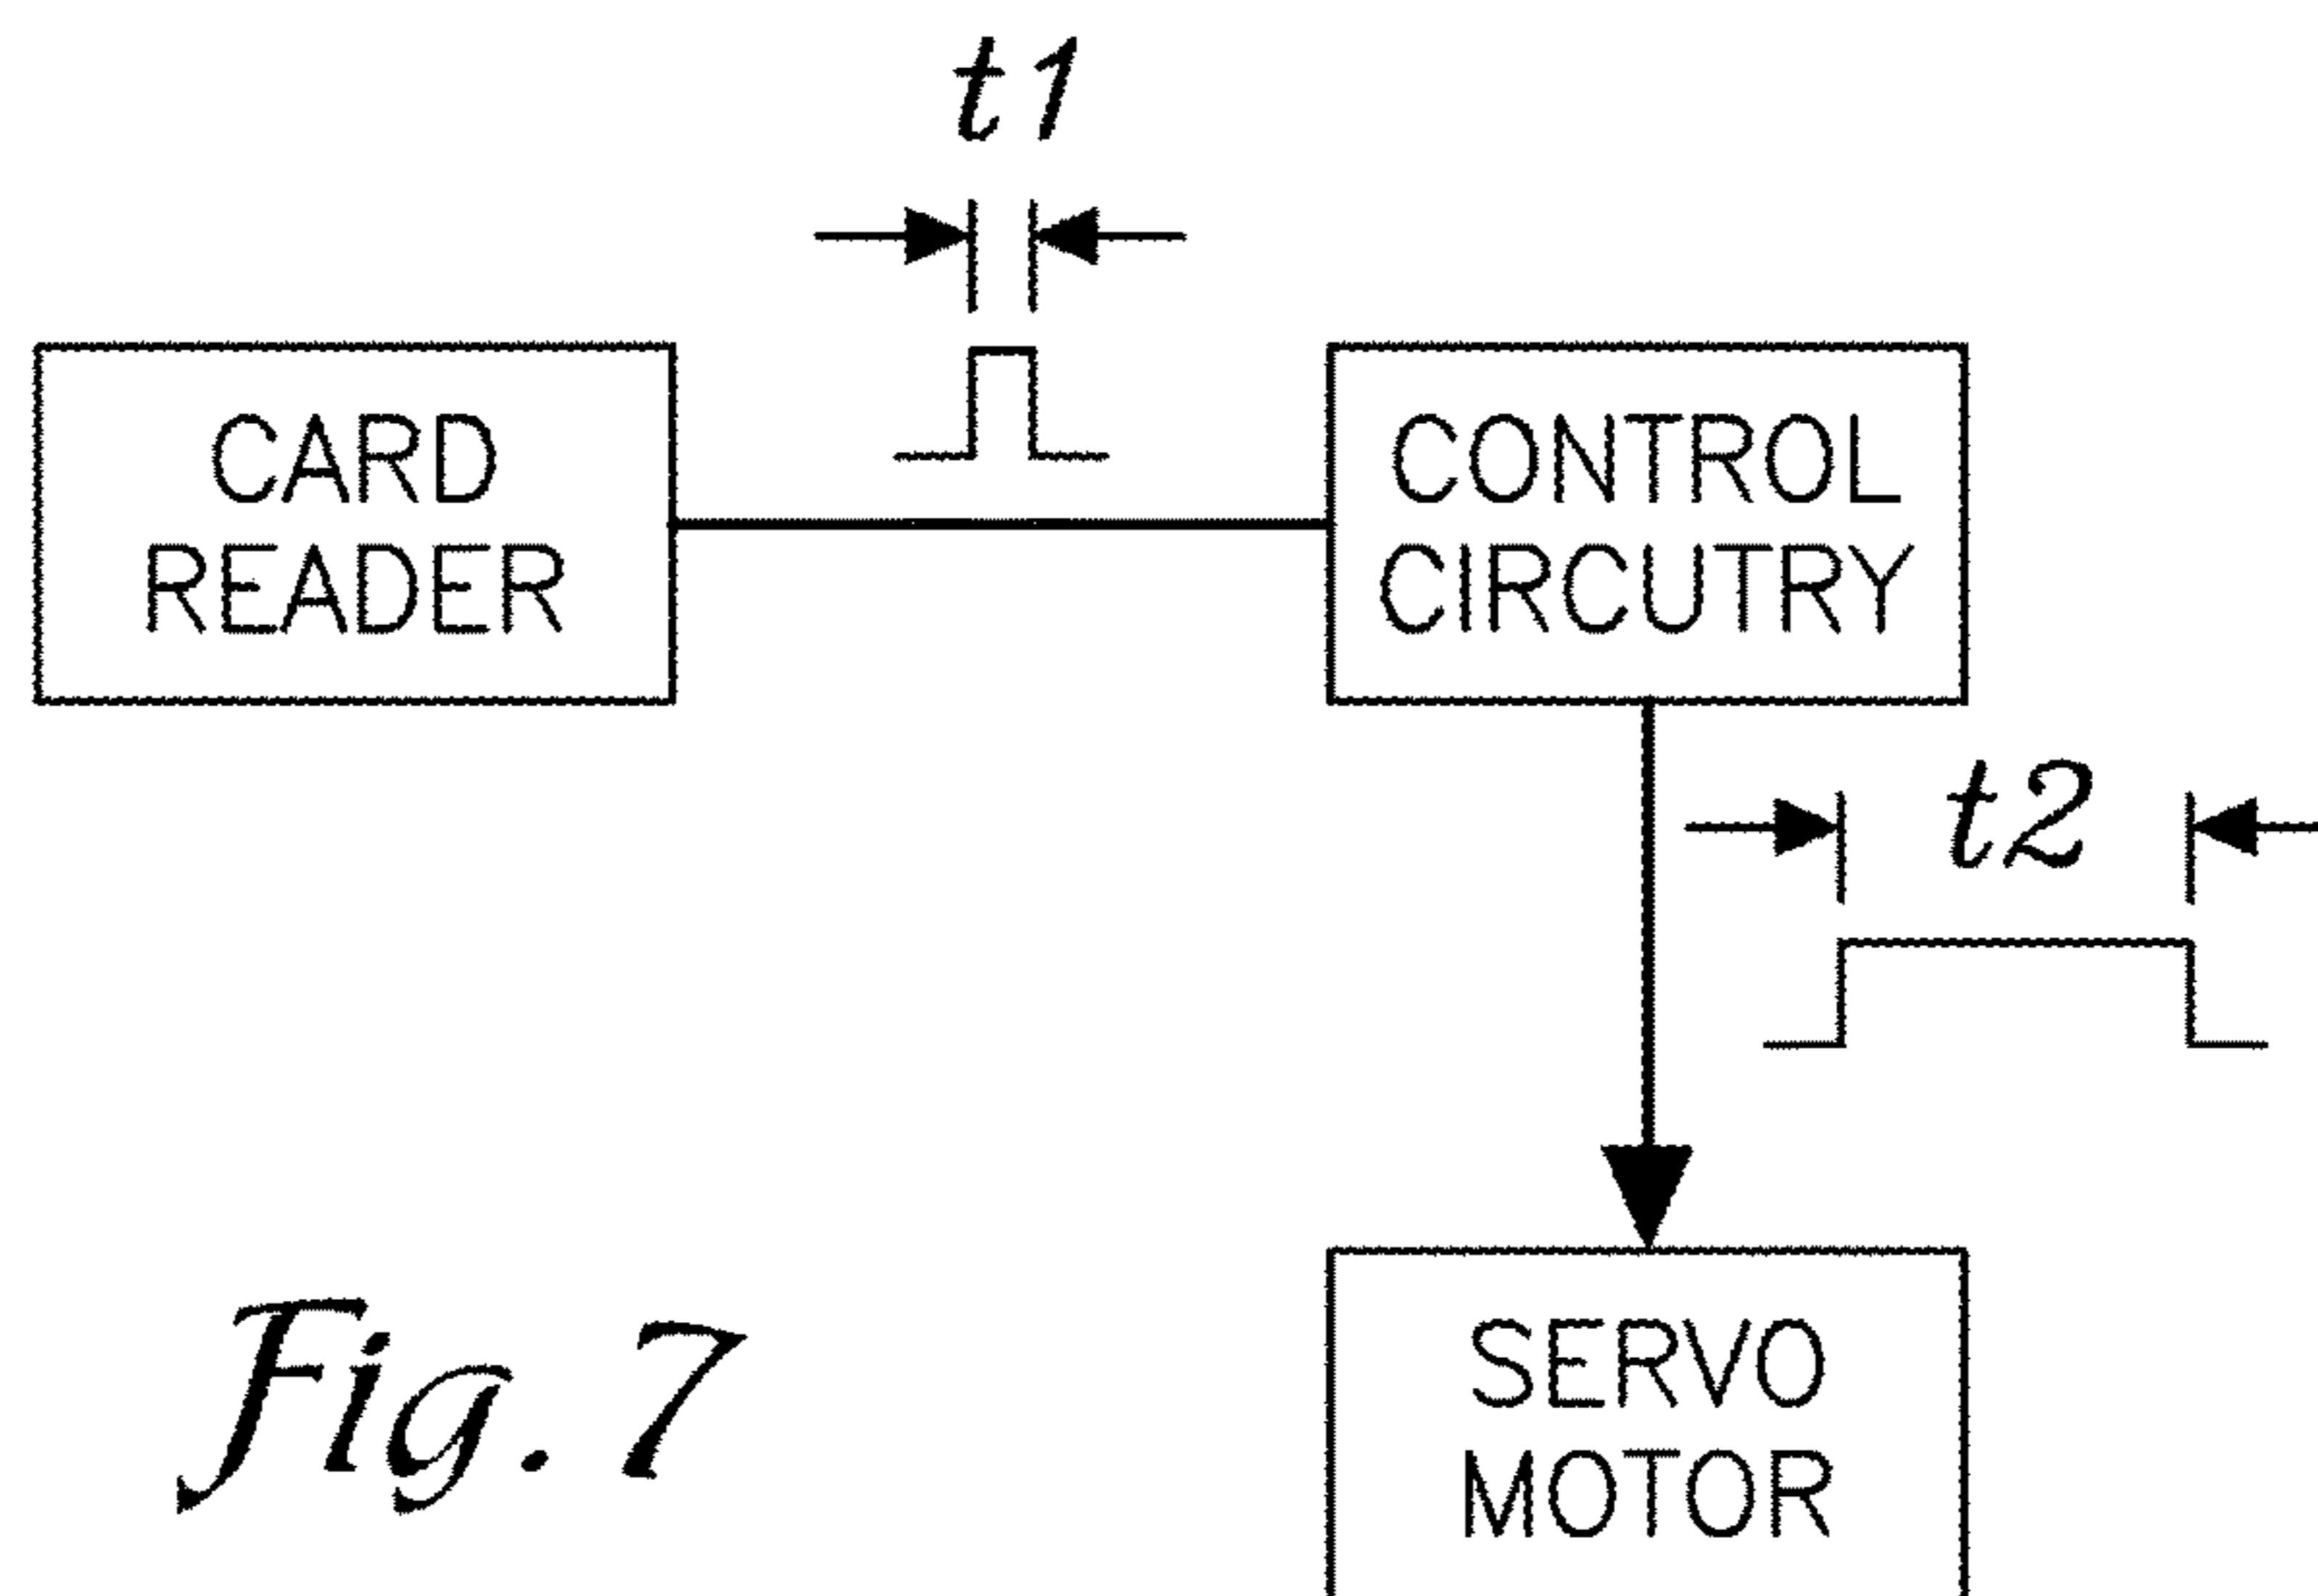 t1
CARD
READER
CONTROL
CIRCUTRY
t2
SERVO
MOTOR
Fig. 7